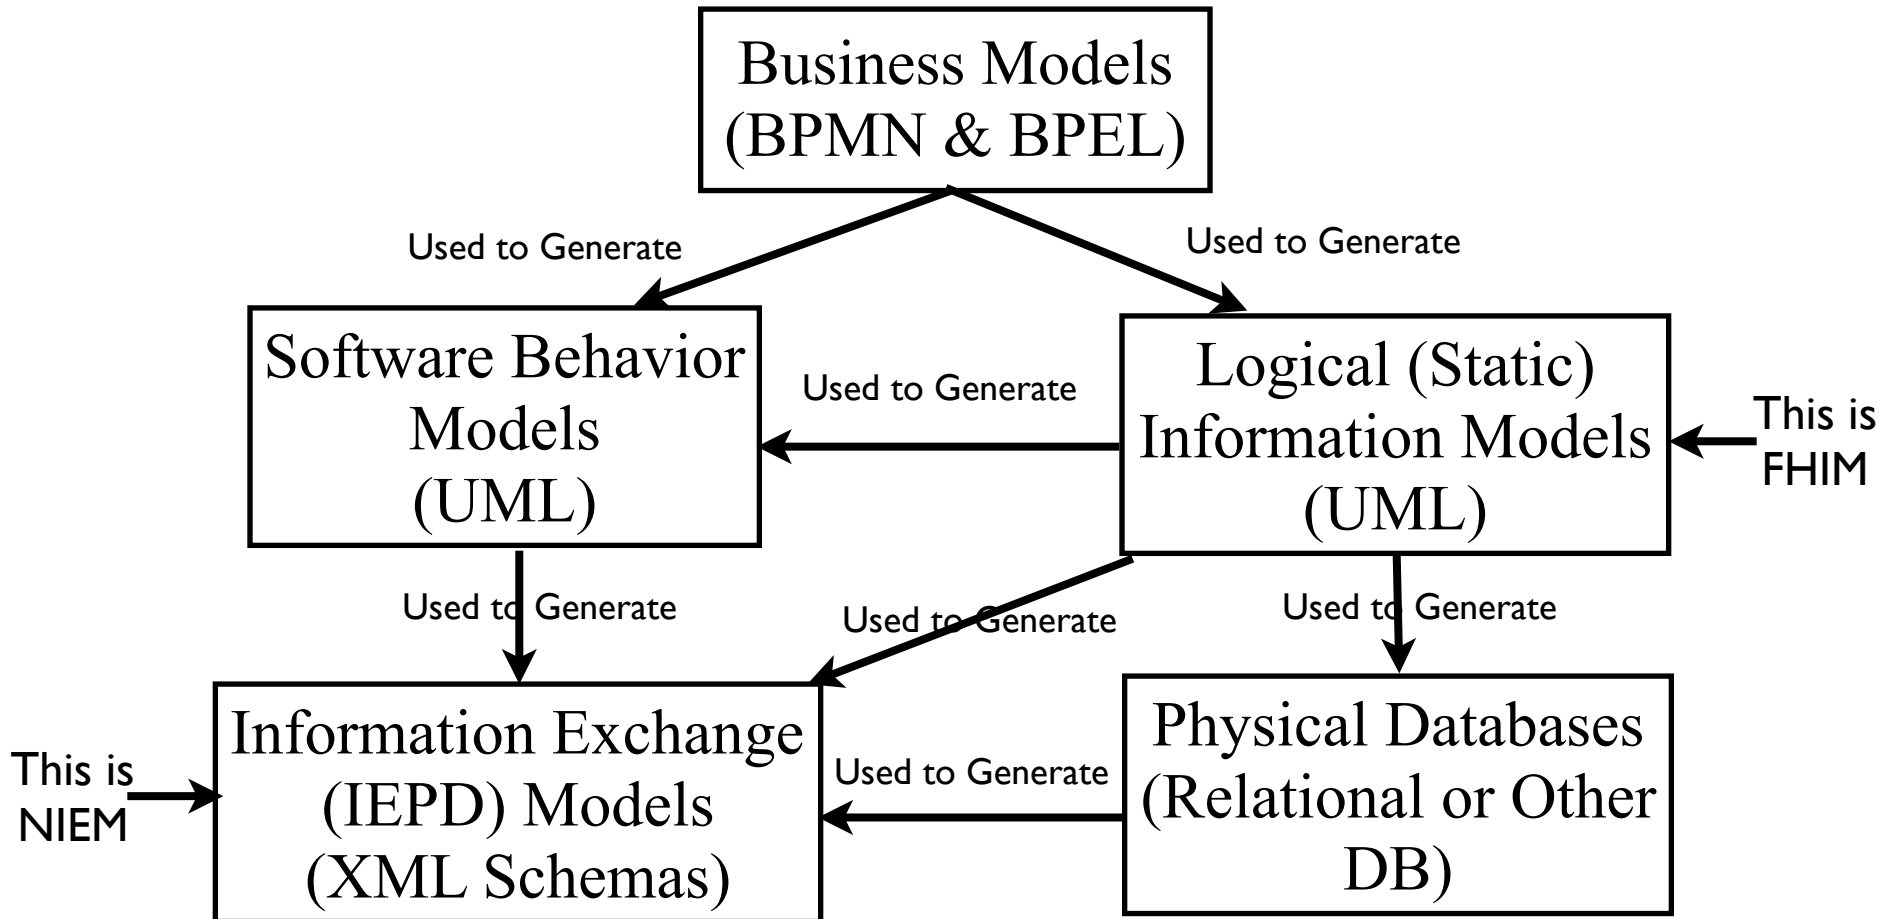 Business Models
(BPMN & BPEL)
Used to Generate
Used to Generate
Software Behavior
Models
(UML)
Used to Generate
Logical (Static)
Information Models
(UML)
This is
FHIM
Used to Generate
Used to Generate
Used to Generate
This is
NIEM
Information Exchange
(IEPD) Models
(XML Schemas)
Used to Generate
Physical Databases
(Relational or Other
DB)